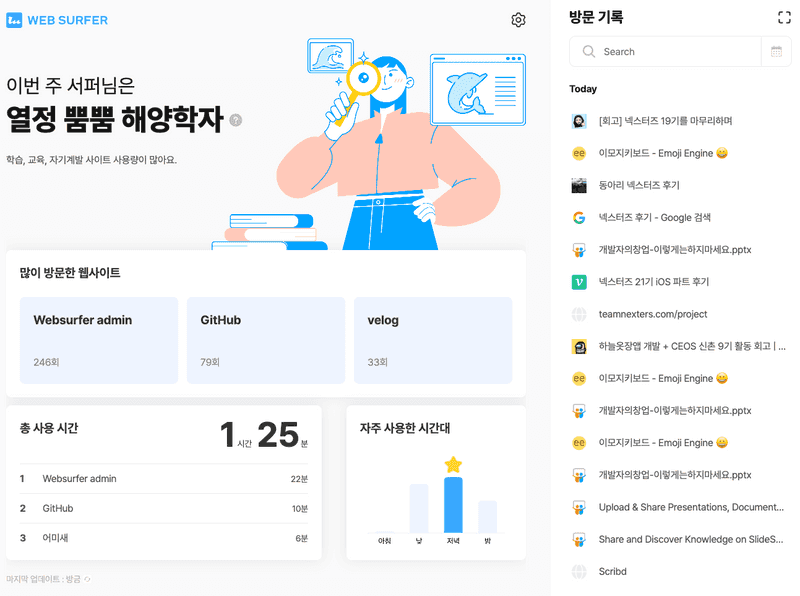 WEB SURFER
이번 주 서퍼님은
열정 뿜뿜 해양학자
?
학습, 교육, 자기계발 사이트 사용량이 많아요.
많이 방문한 웹사이트
Websurfer admin
246회
GitHub
79회
velog
33회
총 사용 시간
1시간 25분
1 Websurfer admin 22분
2 GitHub 10분
3 어미새 6분
자주 사용한 시간대
아침 낮 저녁 밤
마지막 업데이트 : 방금
방문 기록
Search
Today
[회고] 넥스터즈 19기를 마무리하며
ee 이모지키보드 - Emoji Engine 😄
동아리 넥스터즈 후기
넥스터즈 후기 - Google 검색
개발자의창업-이렇게는하지마세요.pptx
넥스터즈 21기 iOS 파트 후기
teamnexters.com/project
하늘옷장앱 개발 + CEOS 신촌 9기 활동 회고 | ...
ee 이모지키보드 - Emoji Engine 😄
개발자의창업-이렇게는하지마세요.pptx
ee 이모지키보드 - Emoji Engine 😄
개발자의창업-이렇게는하지마세요.pptx
Upload & Share Presentations, Document...
Share and Discover Knowledge on SlideS...
Scribd